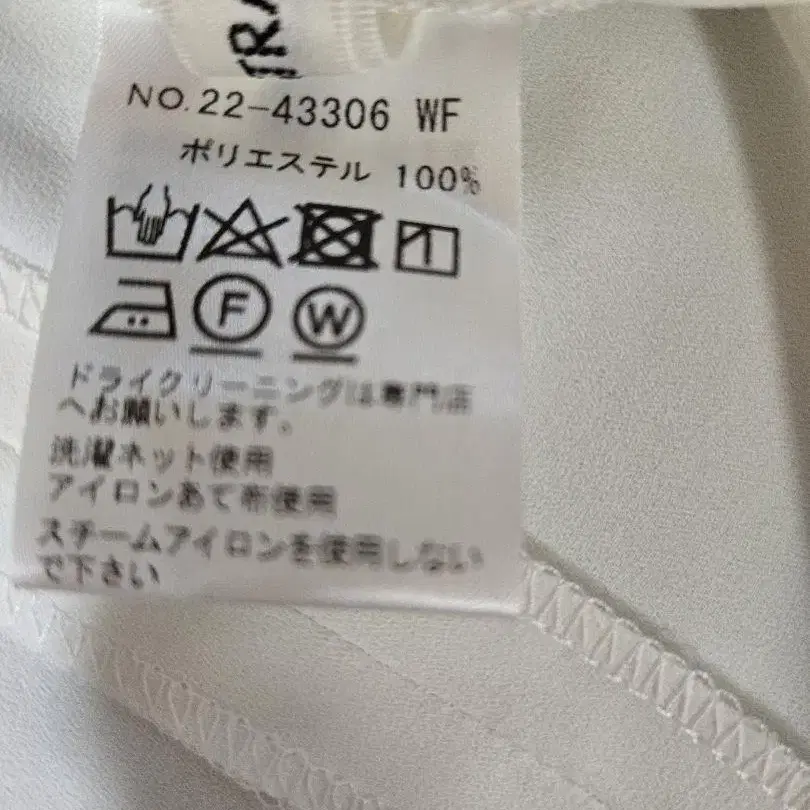 NO.22-43306 WF
ポリエステル 100%
F W
ドライクリーニングは専門店
へお願いします。
洗濯ネット使用
アイロンあて布使用
スチームアイロンを使用しない
で下さい